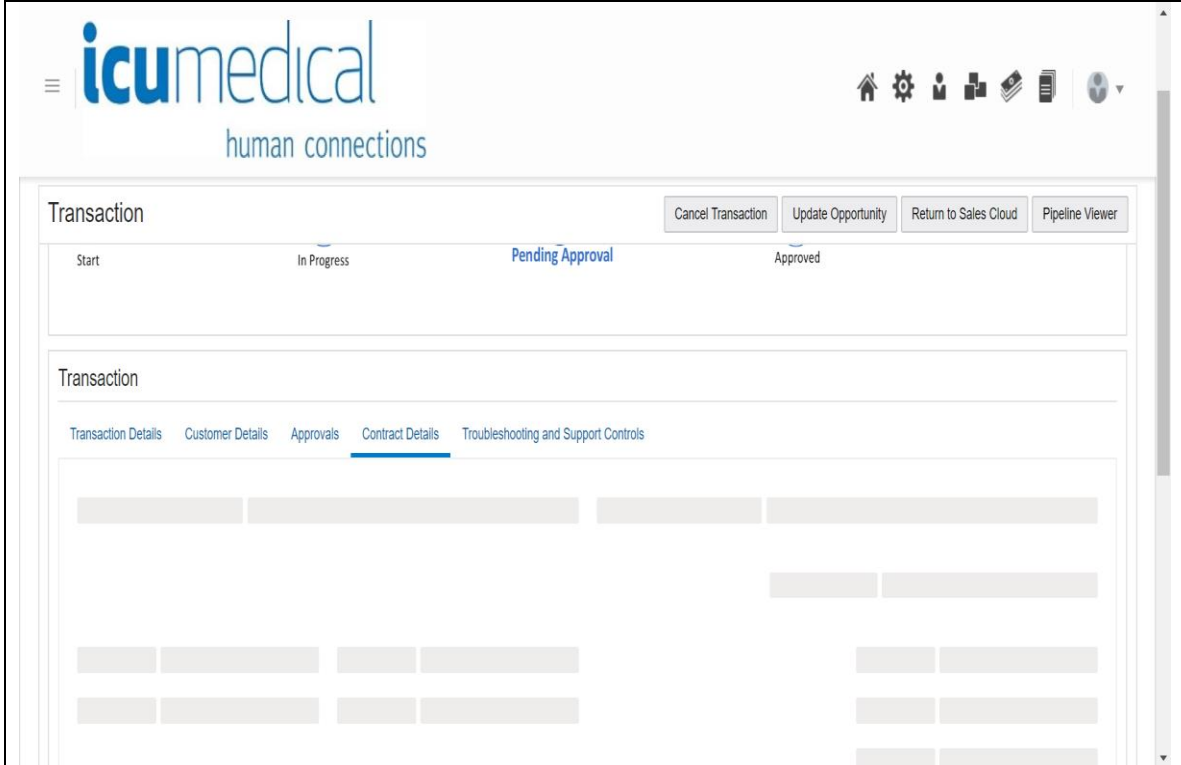 icumedical
human connections
Transaction
Cancel Transaction
Update Opportunity
Return to Sales Cloud
Pipeline Viewer
Start
In Progress
Pending Approval
Approved
Transaction
Transaction Details
Customer Details
Approvals
Contract Details
Troubleshooting and Support Controls